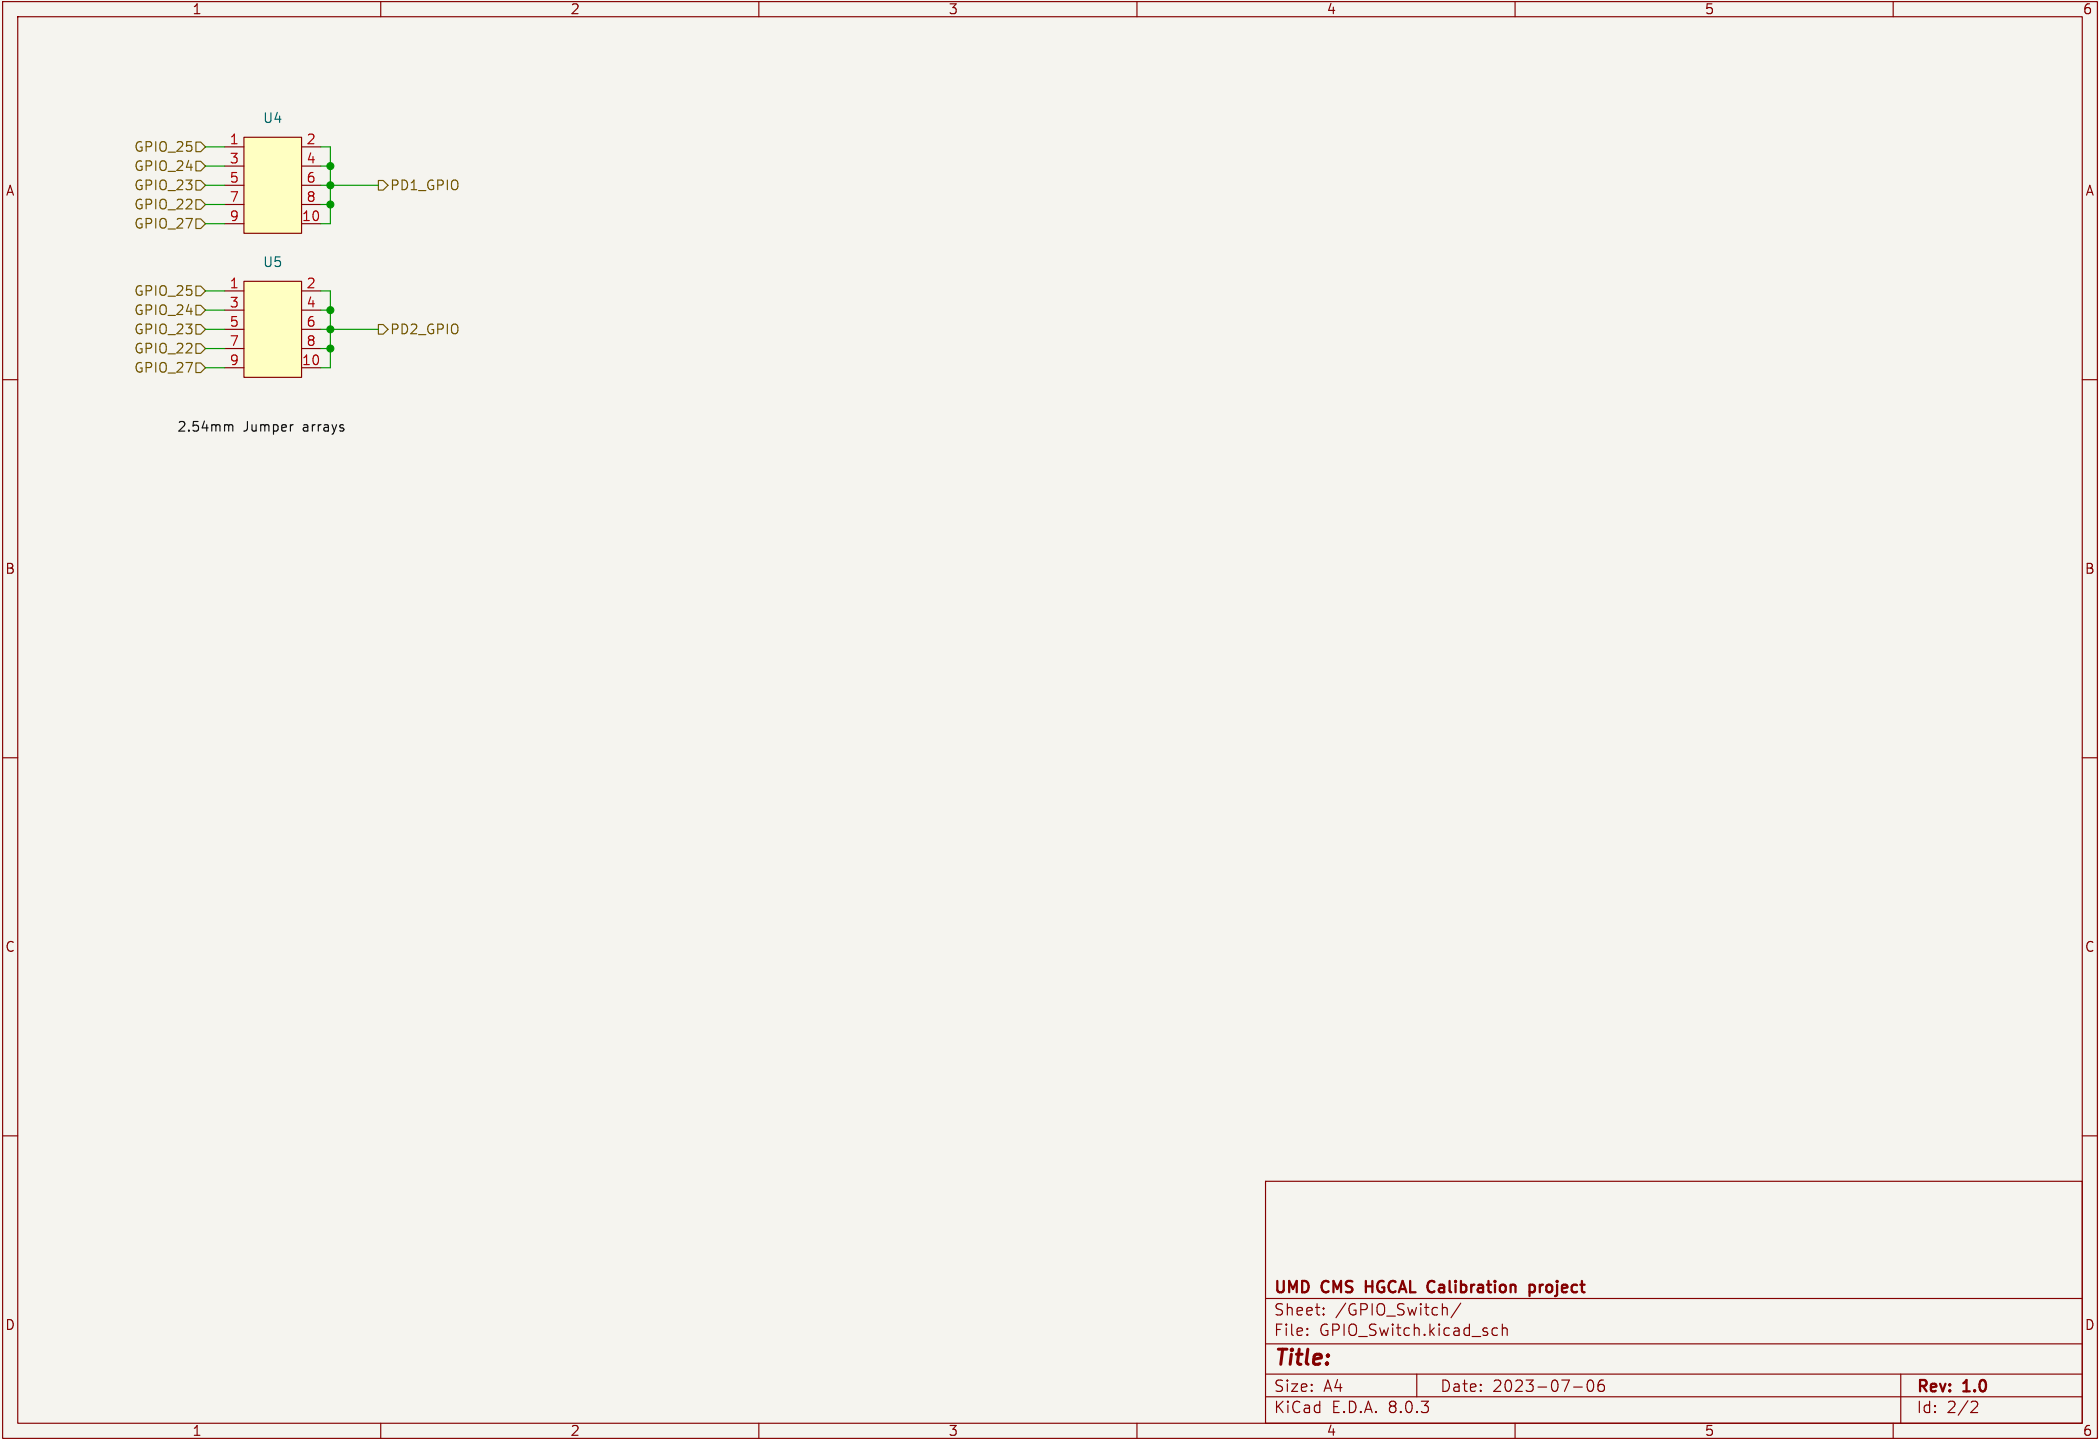 1 2 3 4 5 6
U4
GPIO_25 1 2
GPIO_24 3 4
GPIO_23 5 6 PD1_GPIO
GPIO_22 7 8
GPIO_27 9 10
A A
U5
GPIO_25 1 2
GPIO_24 3 4
GPIO_23 5 6 PD2_GPIO
GPIO_22 7 8
GPIO_27 9 10
2.54mm Jumper arrays
B B
C C
UMD CMS HGCAL Calibration project
Sheet: /GPIO_Switch/
File: GPIO_Switch.kicad_sch
D D
Title:
Size: A4 Date: 2023-07-06 Rev: 1.0
KiCad E.D.A. 8.0.3 Id: 2/2
1 2 3 4 5 6